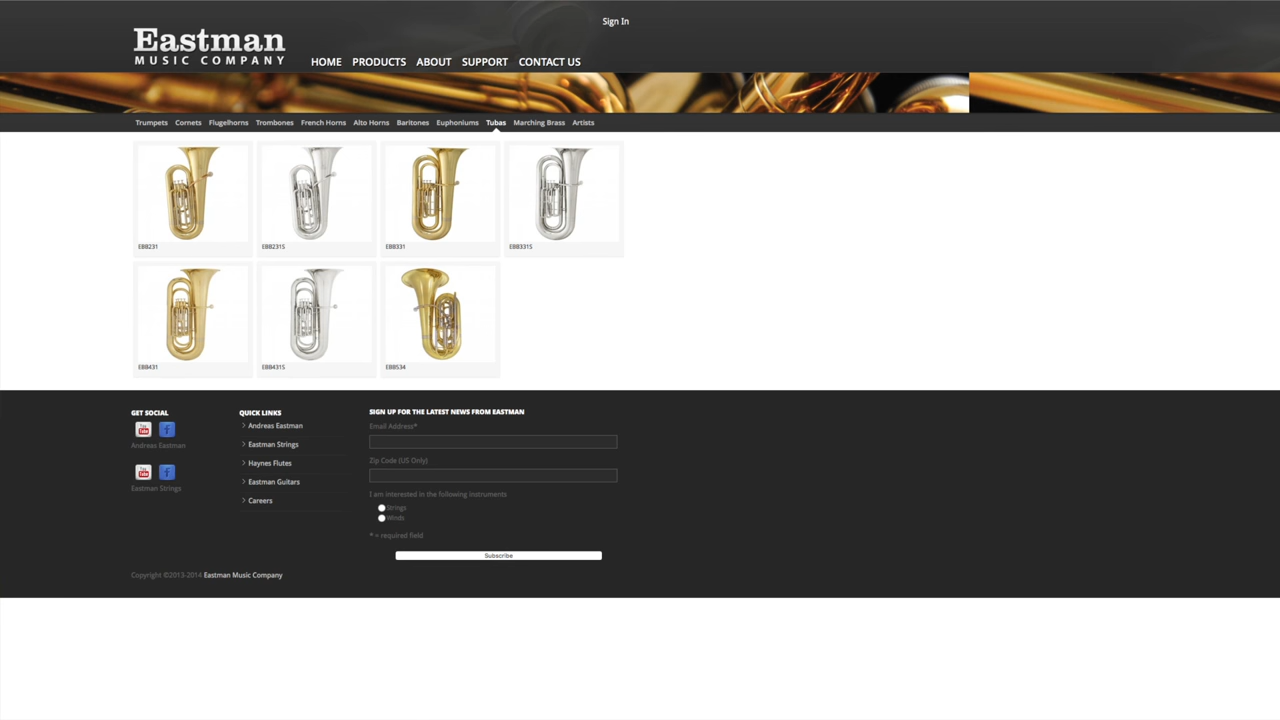 Sign In
Eastman
MUSIC COMPANY
HOME PRODUCTS ABOUT SUPPORT CONTACT US
Trumpets Cornets Flugelhorns Trombones French Horns Alto Horns Baritones Euphoniums Tubas Marching Brass Artists
EBB231 EBB231S EBB331 EBB331S
EBB431 EBB431S EBB534
GET SOCIAL
You Tube f
Andreas Eastman
You Tube f
Eastman Strings
QUICK LINKS
Andreas Eastman
Eastman Strings
Haynes Flutes
Eastman Guitars
Careers
SIGN UP FOR THE LATEST NEWS FROM EASTMAN
Email Address*
Zip Code (US Only)
I am interested in the following instruments
Strings
Winds
* = required field
Subscribe
Copyright ©2013-2014 Eastman Music Company